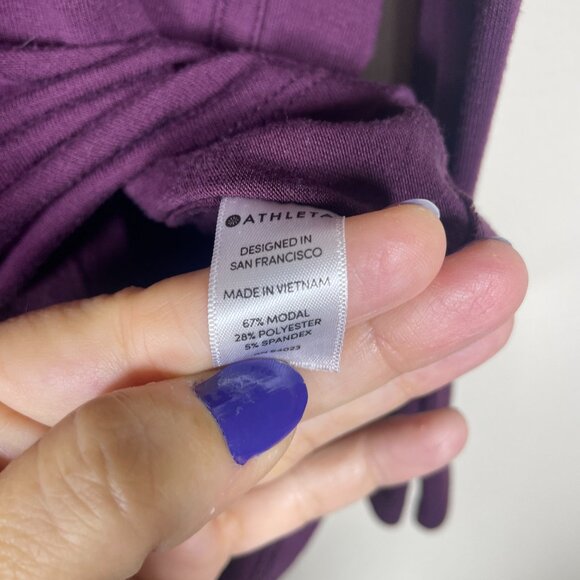 ATHLETA
DESIGNED IN
SAN FRANCISCO
MADE IN VIETNAM
67% MODAL
28% POLYESTER
5% SPANDEX